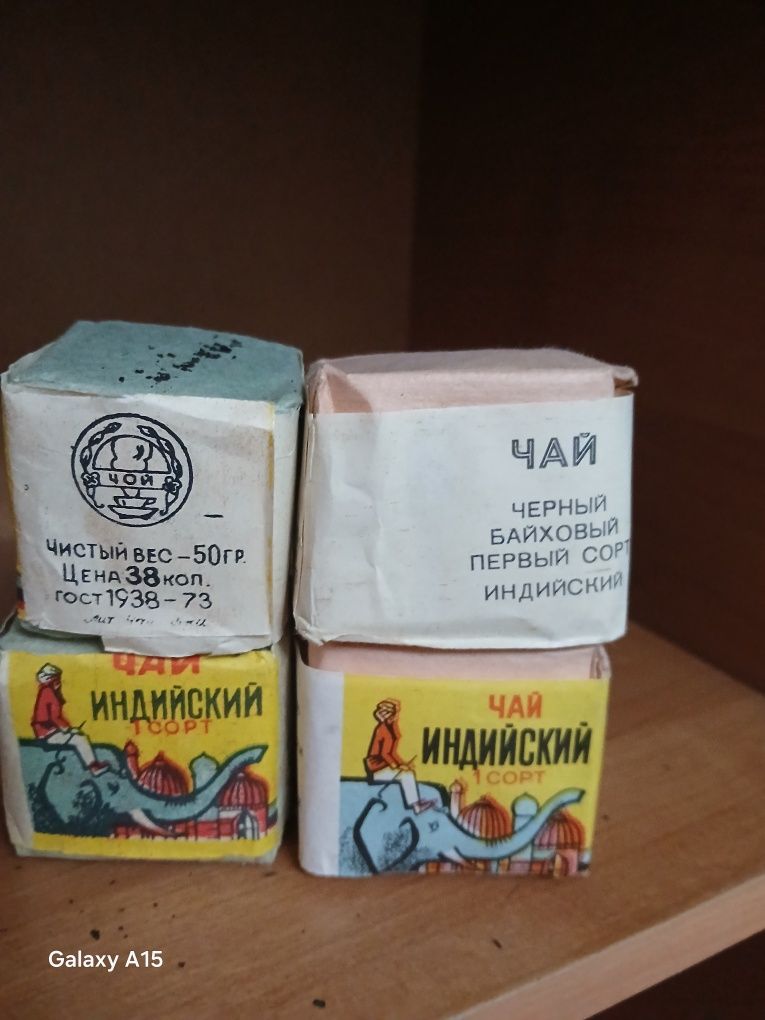 ЧОЙ
ЧИСТЫЙ ВЕС – 50 ГР.
ЦЕНА 38 КОП.
ГОСТ 1938 – 73
ЧАЙ
ЧЕРНЫЙ
БАЙХОВЫЙ
ПЕРВЫЙ СОРТ
ИНДИЙСКИЙ
ЧАЙ
ИНДИЙСКИЙ
1 СОРТ
ЧАЙ
ИНДИЙСКИЙ
1 СОРТ
Galaxy A15